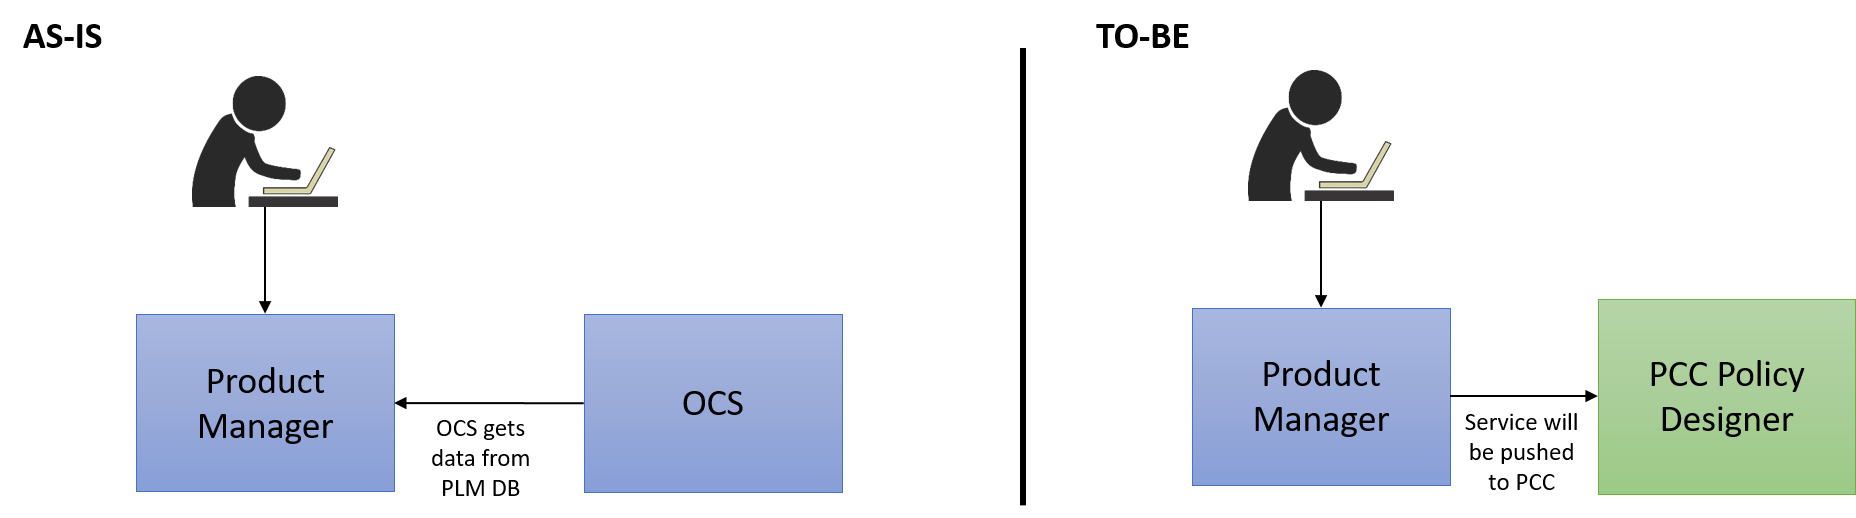 AS-IS
Product
Manager
OCS gets
data from
PLM DB
OCS
TO-BE
Product
Manager
Service will
be pushed
to PCC
PCC Policy
Designer